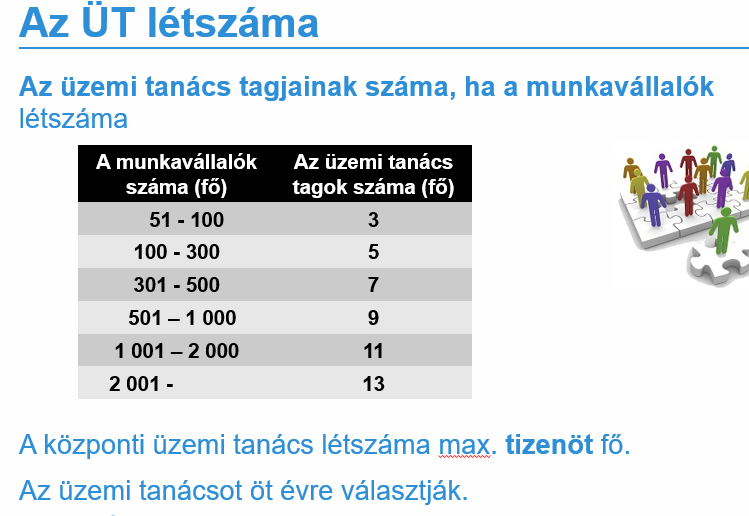 Az ÜT létszáma
Az üzemi tanács tagjainak száma, ha a munkavállalók
létszáma
A munkavállalók száma (fő) Az üzemi tanács tagok száma (fő)
51 - 100 3
100 - 300 5
301 - 500 7
501 – 1 000 9
1 001 – 2 000 11
2 001 - 13
A központi üzemi tanács létszáma max. tizenöt fő.
Az üzemi tanácsot öt évre választják.